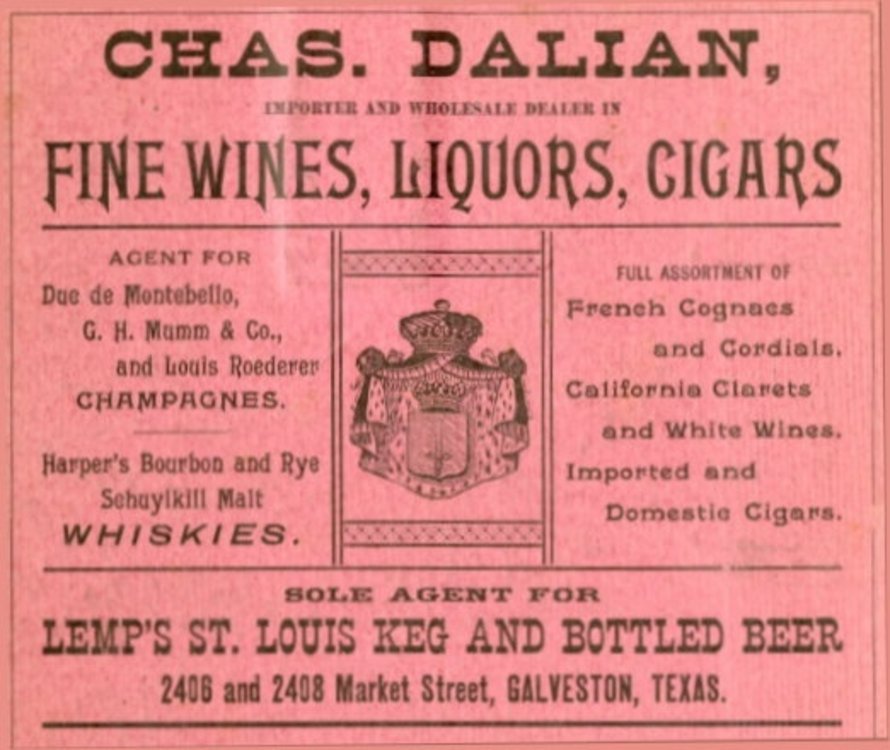 CHAS. DALIAN,
IMPORTER AND WHOLESALE DEALER IN
FINE WINES, LIQUORS, CIGARS
AGENT FOR
Duc de Montebello,
G. H. Mumm & Co.,
and Louis Roederer
CHAMPAGNES.
Harper's Bourbon and Rye
Schuylkill Malt
WHISKIES.
FULL ASSORTMENT OF
French Cognacs
and Cordials.
California Clarets
and White Wines.
Imported and
Domestic Cigars.
SOLE AGENT FOR
LEMP'S ST. LOUIS KEG AND BOTTLED BEER
2406 and 2408 Market Street, GALVESTON, TEXAS.